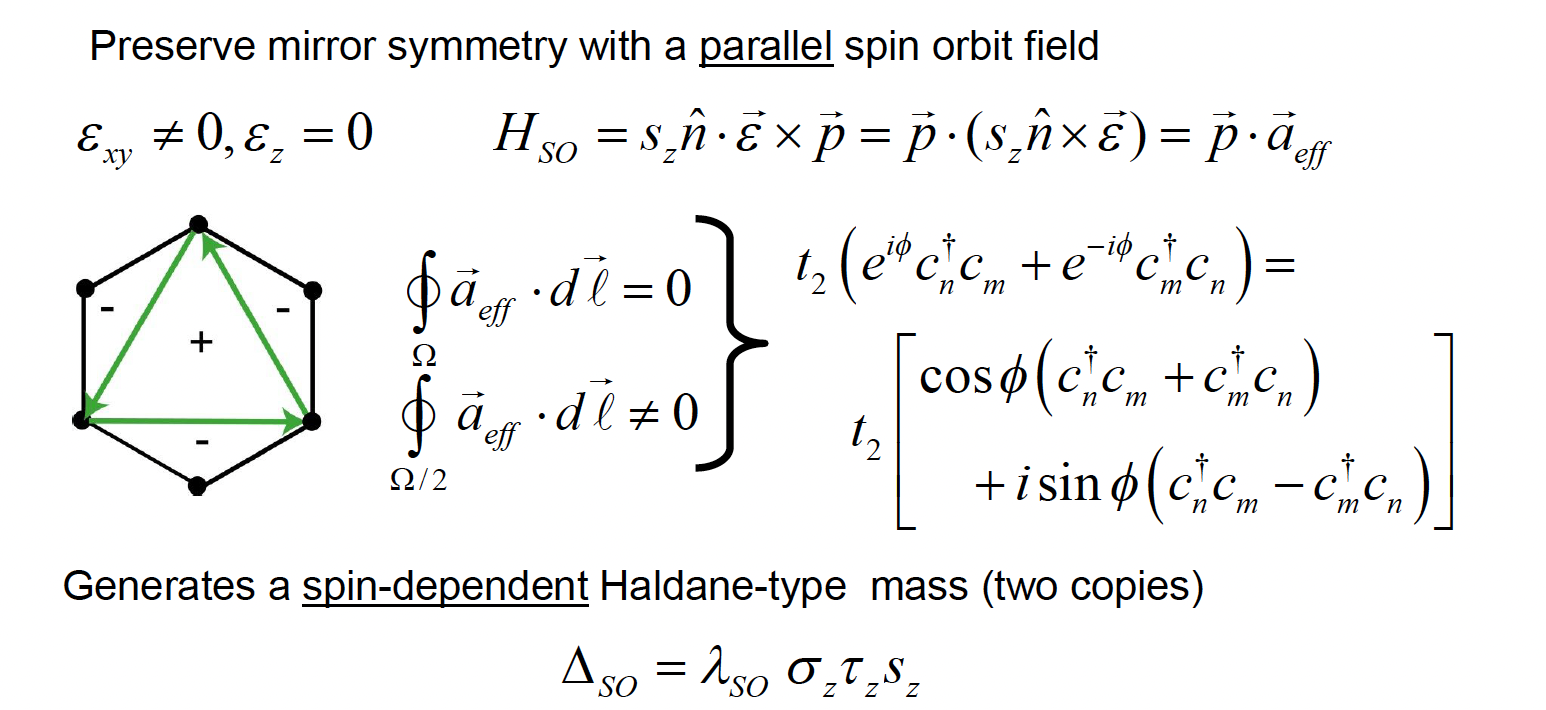 Preserve mirror symmetry with a parallel spin orbit field
ε_xy ≠ 0, ε_z = 0
H_SO = s_z n̂ · ε⃗ × p⃗ = p⃗ · (s_z n̂ × ε⃗) = p⃗ · a⃗_eff
- -
+
-
∮_Ω a⃗_eff · dℓ⃗ = 0
∮_Ω/2 a⃗_eff · dℓ⃗ ≠ 0
t_2 (e^{iϕ} c_n^† c_m + e^{-iϕ} c_m^† c_n) =
t_2 [ cos ϕ (c_n^† c_m + c_m^† c_n)
+ i sin ϕ (c_n^† c_m − c_m^† c_n) ]
Generates a spin-dependent Haldane-type mass (two copies)
Δ_SO = λ_SO σ_z τ_z s_z